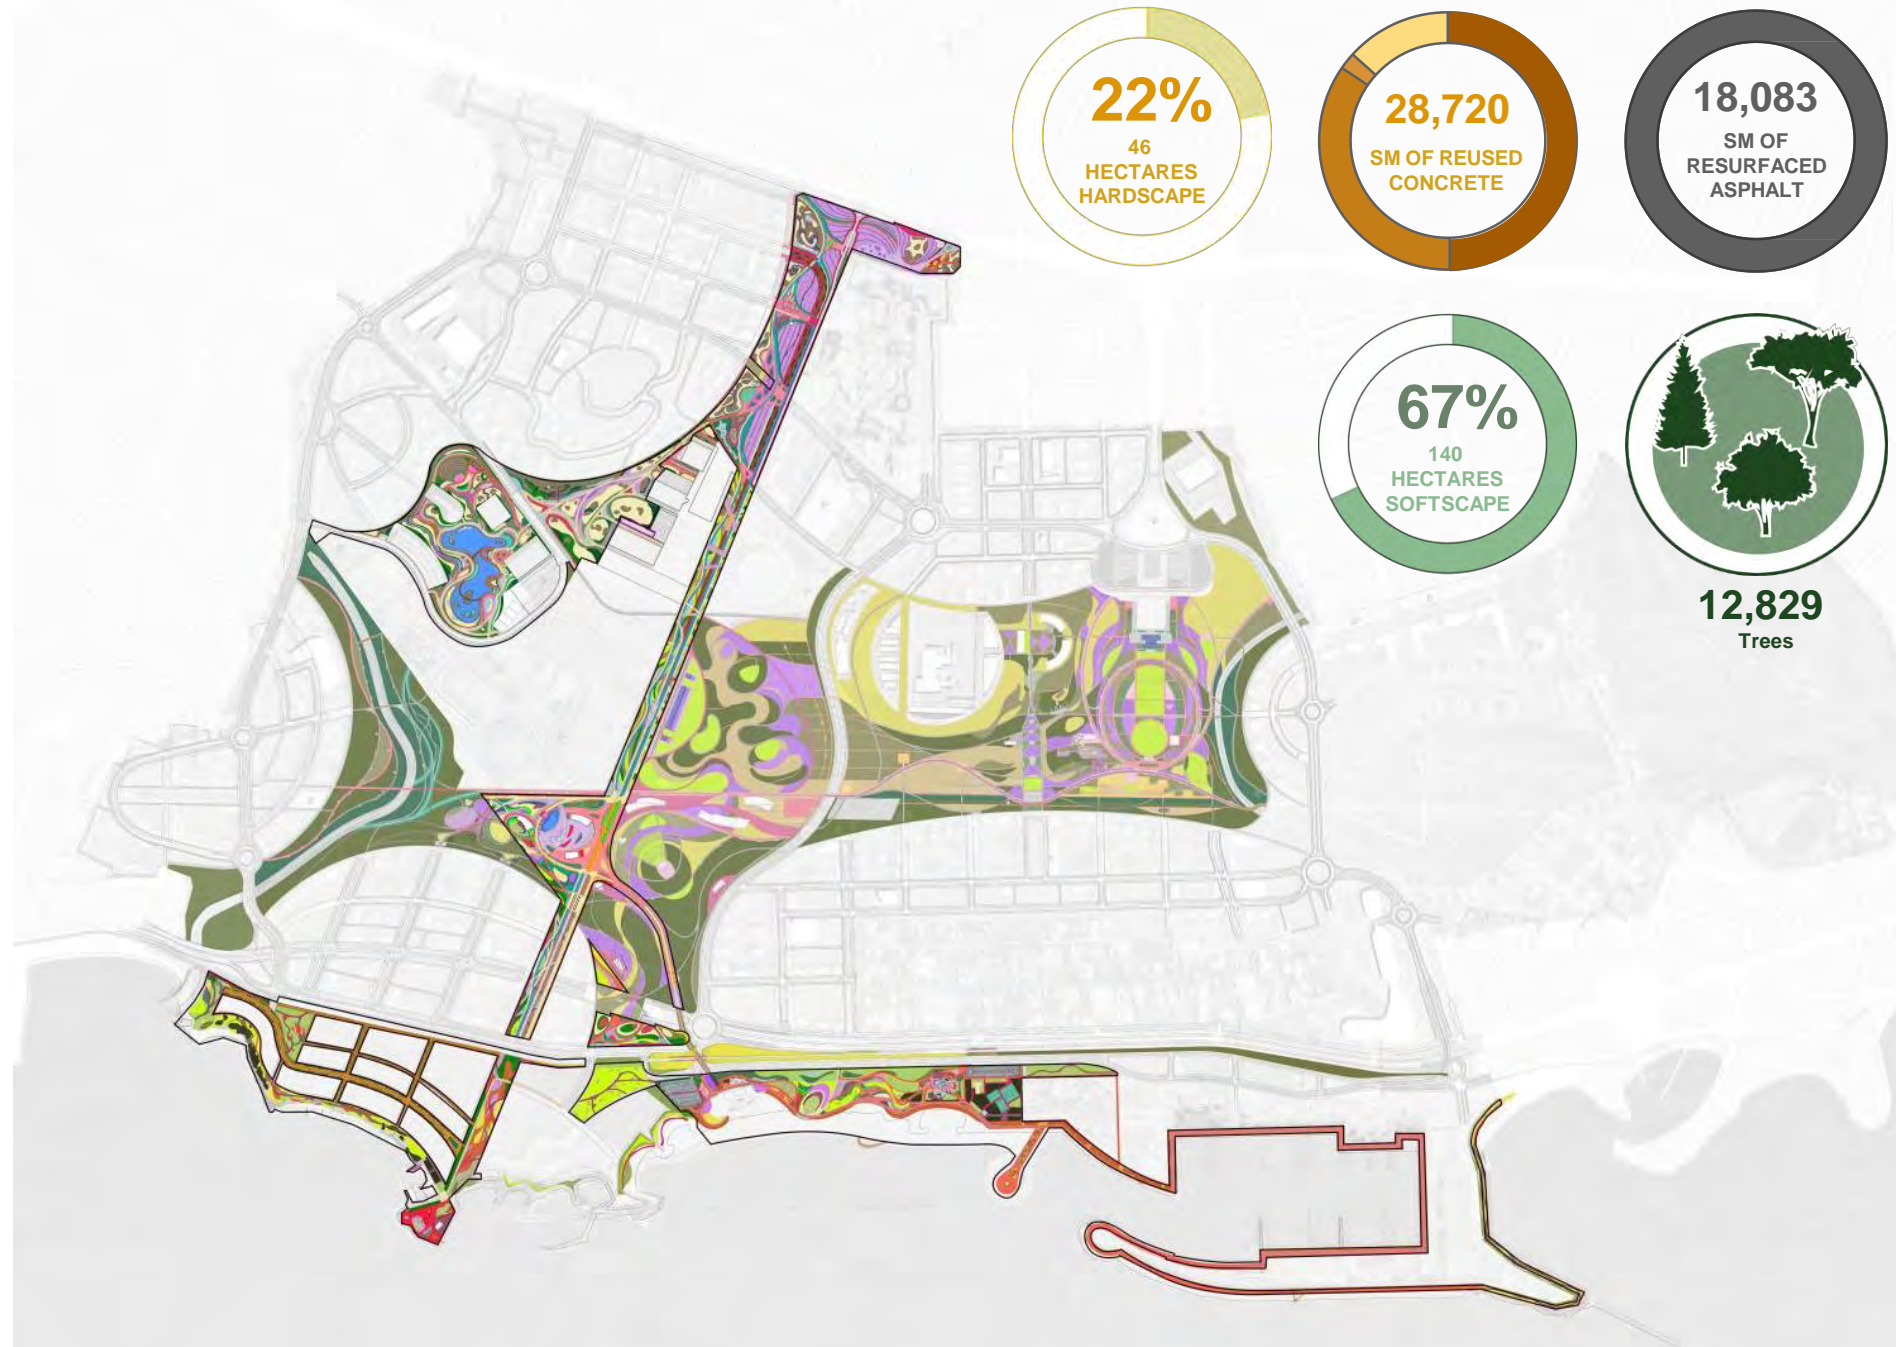 22%
46
HECTARES
HARDSCAPE
28,720
SM OF REUSED
CONCRETE
18,083
SM OF
RESURFACED
ASPHALT
67%
140
HECTARES
SOFTSCAPE
12,829
Trees